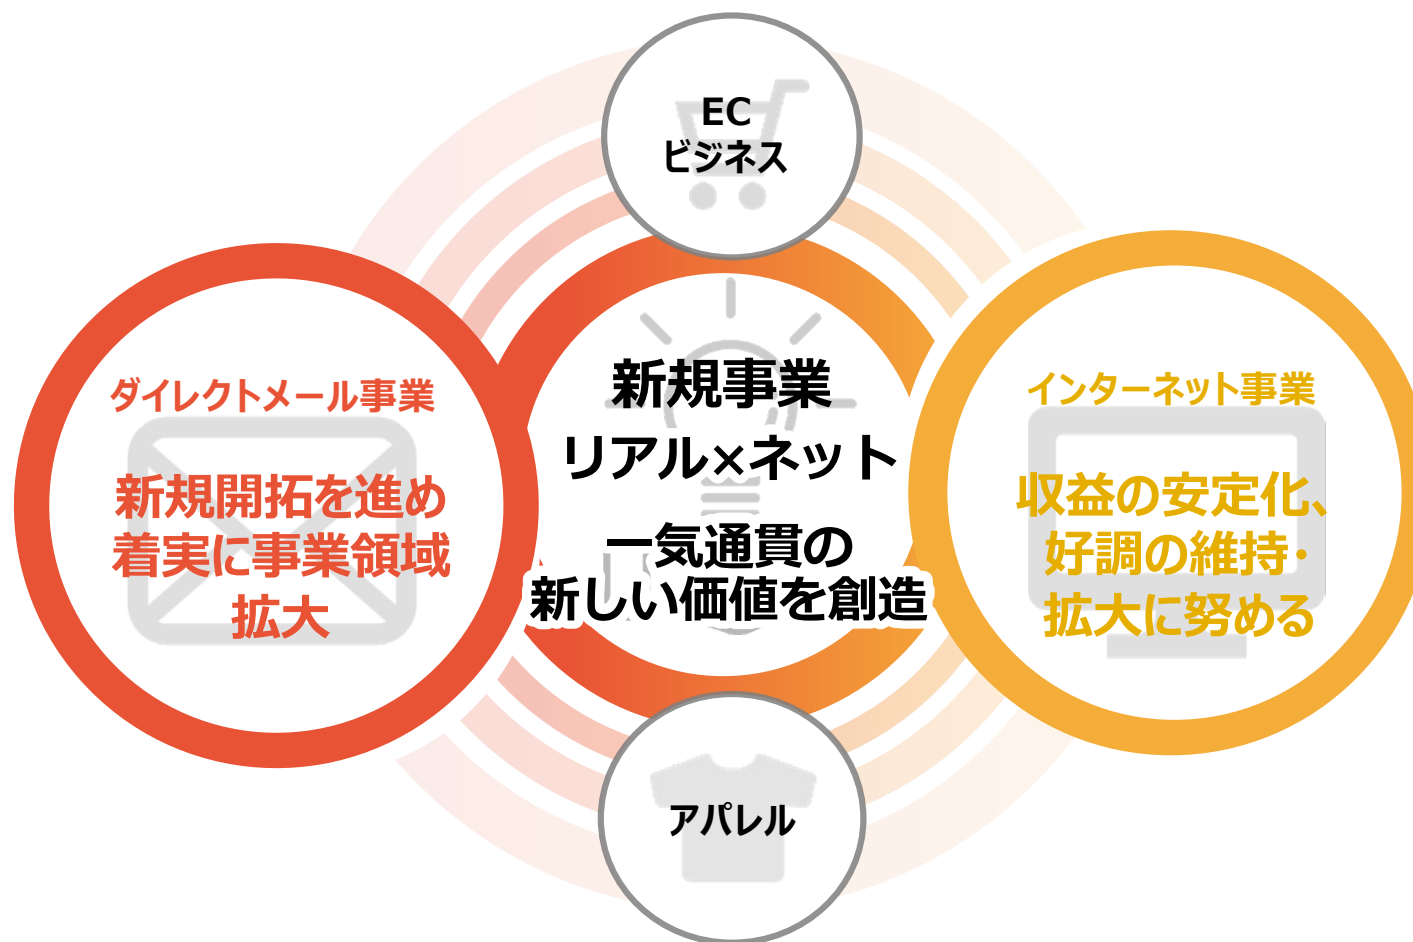 EC
ビジネス
ダイレクトメール事業
新規開拓を進め
着実に事業領域
拡大
新規事業
リアル×ネット
一気通貫の
新しい価値を創造
インターネット事業
収益の安定化、
好調の維持・
拡大に努める
アパレル